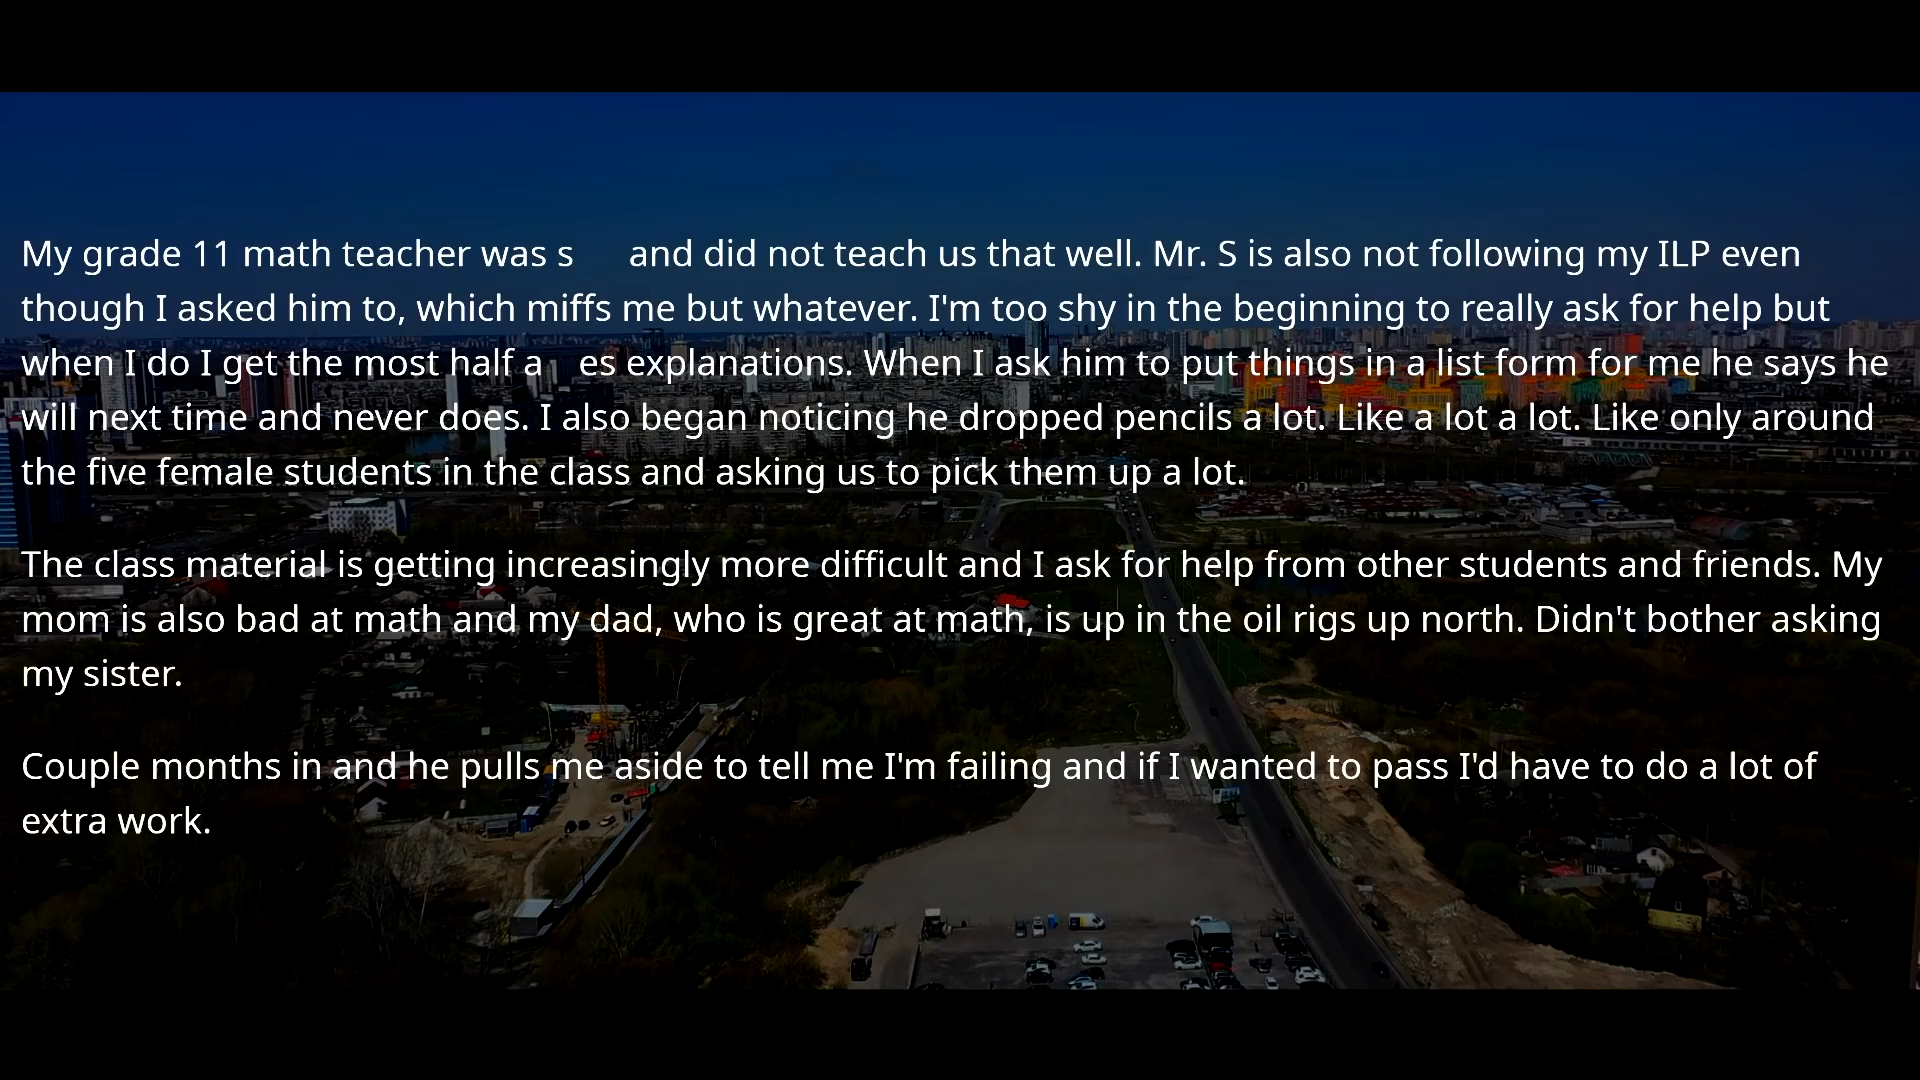 My grade 11 math teacher was s and did not teach us that well. Mr. S is also not following my ILP even
though I asked him to, which miffs me but whatever. I'm too shy in the beginning to really ask for help but
when I do I get the most half a es explanations. When I ask him to put things in a list form for me he says he
will next time and never does. I also began noticing he dropped pencils a lot. Like a lot a lot. Like only around
the five female students in the class and asking us to pick them up a lot.
The class material is getting increasingly more difficult and I ask for help from other students and friends. My
mom is also bad at math and my dad, who is great at math, is up in the oil rigs up north. Didn't bother asking
my sister.
Couple months in and he pulls me aside to tell me I'm failing and if I wanted to pass I'd have to do a lot of
extra work.